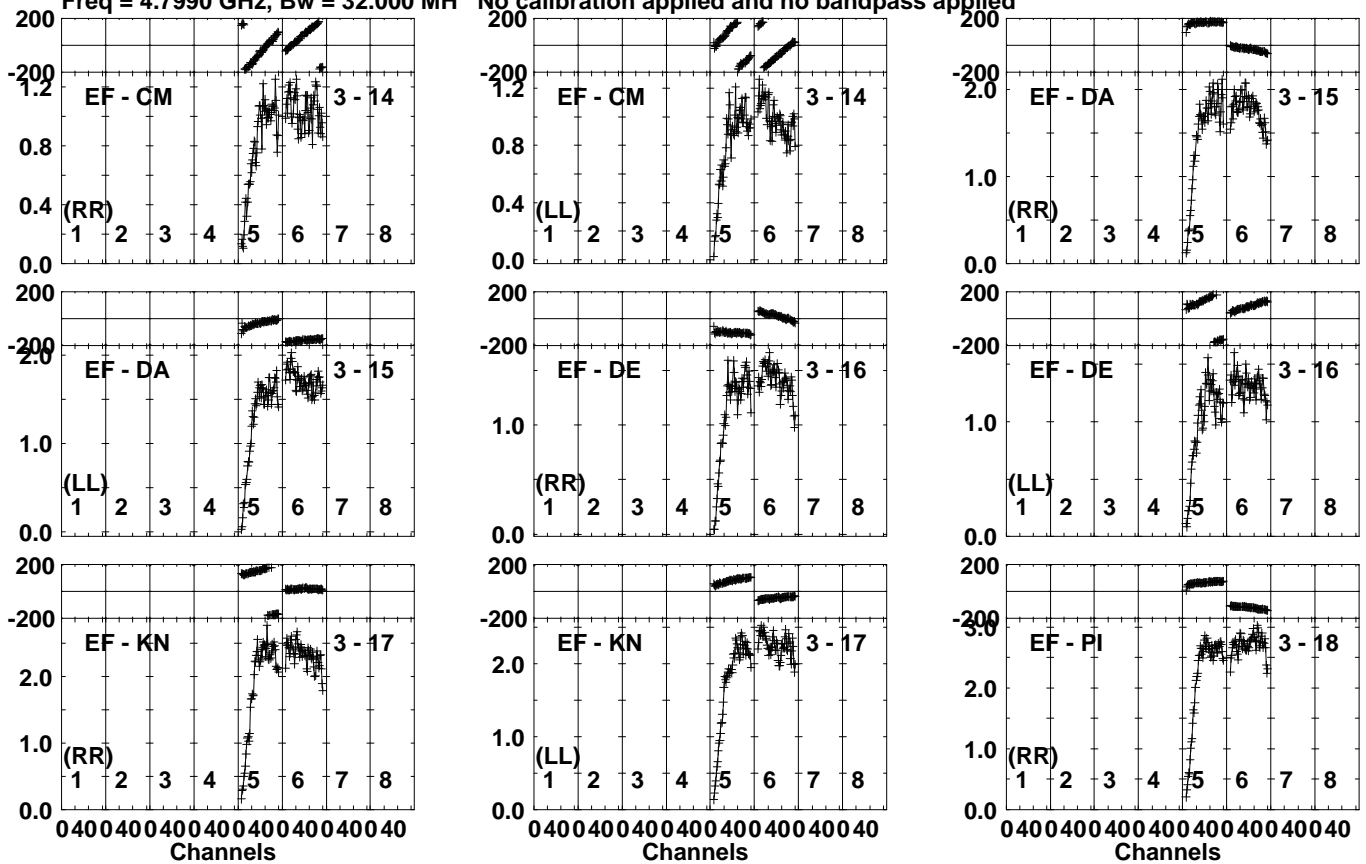 Freq = 4.7990 GHz, Bw = 32.000 MH No calibration applied and no bandpass applied
200 200 200
-200 -200 -200
EF - CM 3 - 14 EF - CM 3 - 14 EF - DA 3 - 15
1.2 1.2 2.0
0.8 0.8 1.0
0.4 0.4
(RR) (LL) (RR)
1 2 3 4 5 6 7 8 1 2 3 4 5 6 7 8 1 2 3 4 5 6 7 8
0.0 0.0 0.0
200 200 200
-200 -200 -200
2.0
EF - DA 3 - 15 EF - DE 3 - 16 EF - DE 3 - 16
1.0 1.0 1.0
(LL) (RR) (LL)
1 2 3 4 5 6 7 8 1 2 3 4 5 6 7 8 1 2 3 4 5 6 7 8
0.0 0.0 0.0
200 200 200
-200 -200 -200
3.0
EF - KN 3 - 17 EF - KN 3 - 17 EF - PI 3 - 18
2.0 2.0 2.0
1.0 1.0 1.0
(RR) (LL) (RR)
1 2 3 4 5 6 7 8 1 2 3 4 5 6 7 8 1 2 3 4 5 6 7 8
0.0 0.0 0.0
0 40 0 40 0 40 0 40 0 40 0 40 0 40 0 40 0 40 0 40 0 40 0 40 0 40 0 40 0 40 0 40 0 40 0 40 0 40 0 40 0 40 0 40 0 40 0 40
Channels Channels Channels